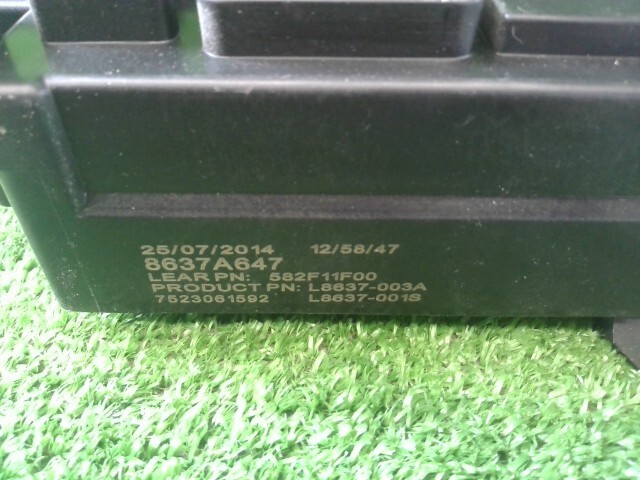 25/07/2014 12/58/47
8637A647
LEAR PN: 582F11F00
PRODUCT PN: L8637-003A
7523061592 L8637-001S